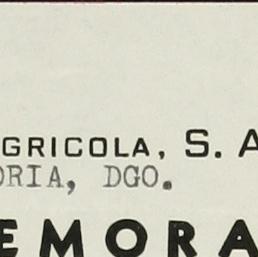 GRICOLA, S. A
ORIA, DGO.
EMORA